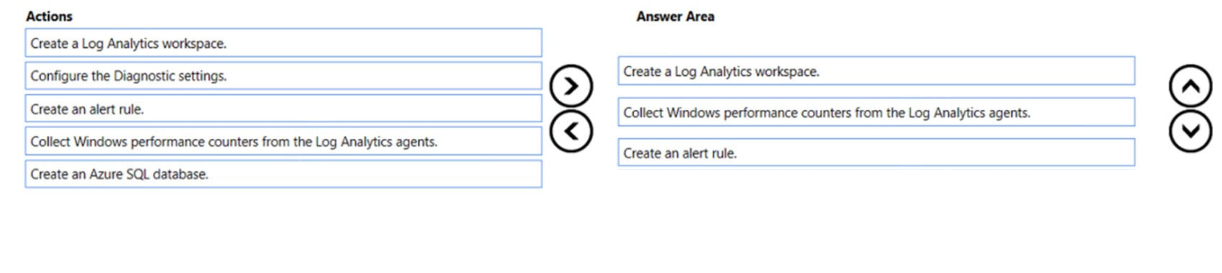 Actions
Create a Log Analytics workspace.
Configure the Diagnostic settings.
Create an alert rule.
Collect Windows performance counters from the Log Analytics agents.
Create an Azure SQL database.
Answer Area
Create a Log Analytics workspace.
Collect Windows performance counters from the Log Analytics agents.
Create an alert rule.